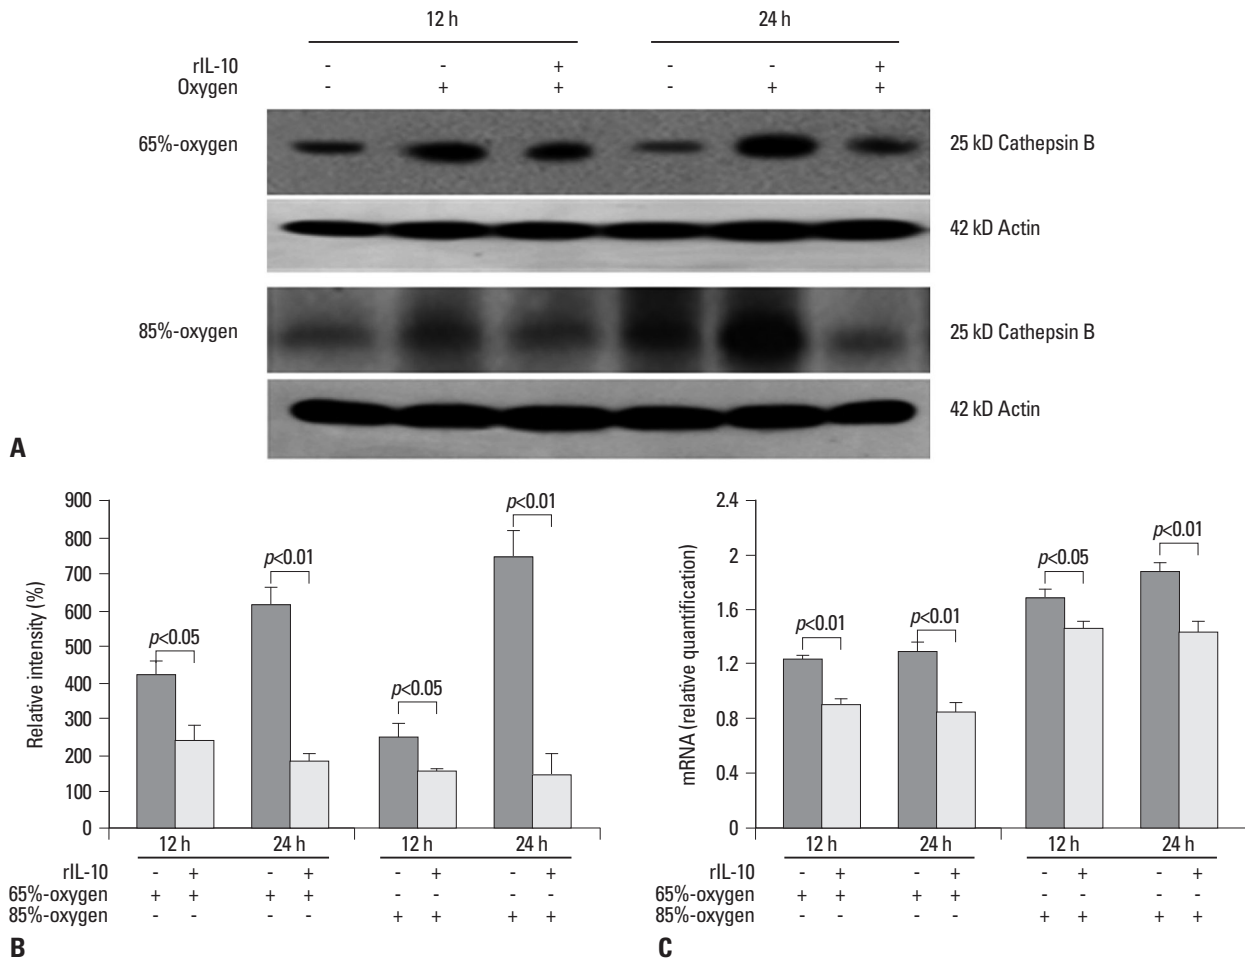 12 h 24 h
rIL-10 - - + - - +
Oxygen - + + - + +
65%-oxygen 25 kD Cathepsin B
42 kD Actin
85%-oxygen 25 kD Cathepsin B
42 kD Actin
A
900
800
700
600
500
400
300
200
100
0
Relative intensity (%)
p<0.05
p<0.01
p<0.05
p<0.01
12 h 24 h 12 h 24 h
rIL-10 - + - + - + - +
65%-oxygen + + + + - - - -
85%-oxygen - - - - + + + +
B
2.4
2
1.6
1.2
0.8
0.4
0
mRNA (relative quantification)
p<0.01
p<0.01
p<0.05
p<0.01
12 h 24 h 12 h 24 h
rIL-10 - + - + - + - +
65%-oxygen + + + + - - - -
85%-oxygen - - - - + + + +
C